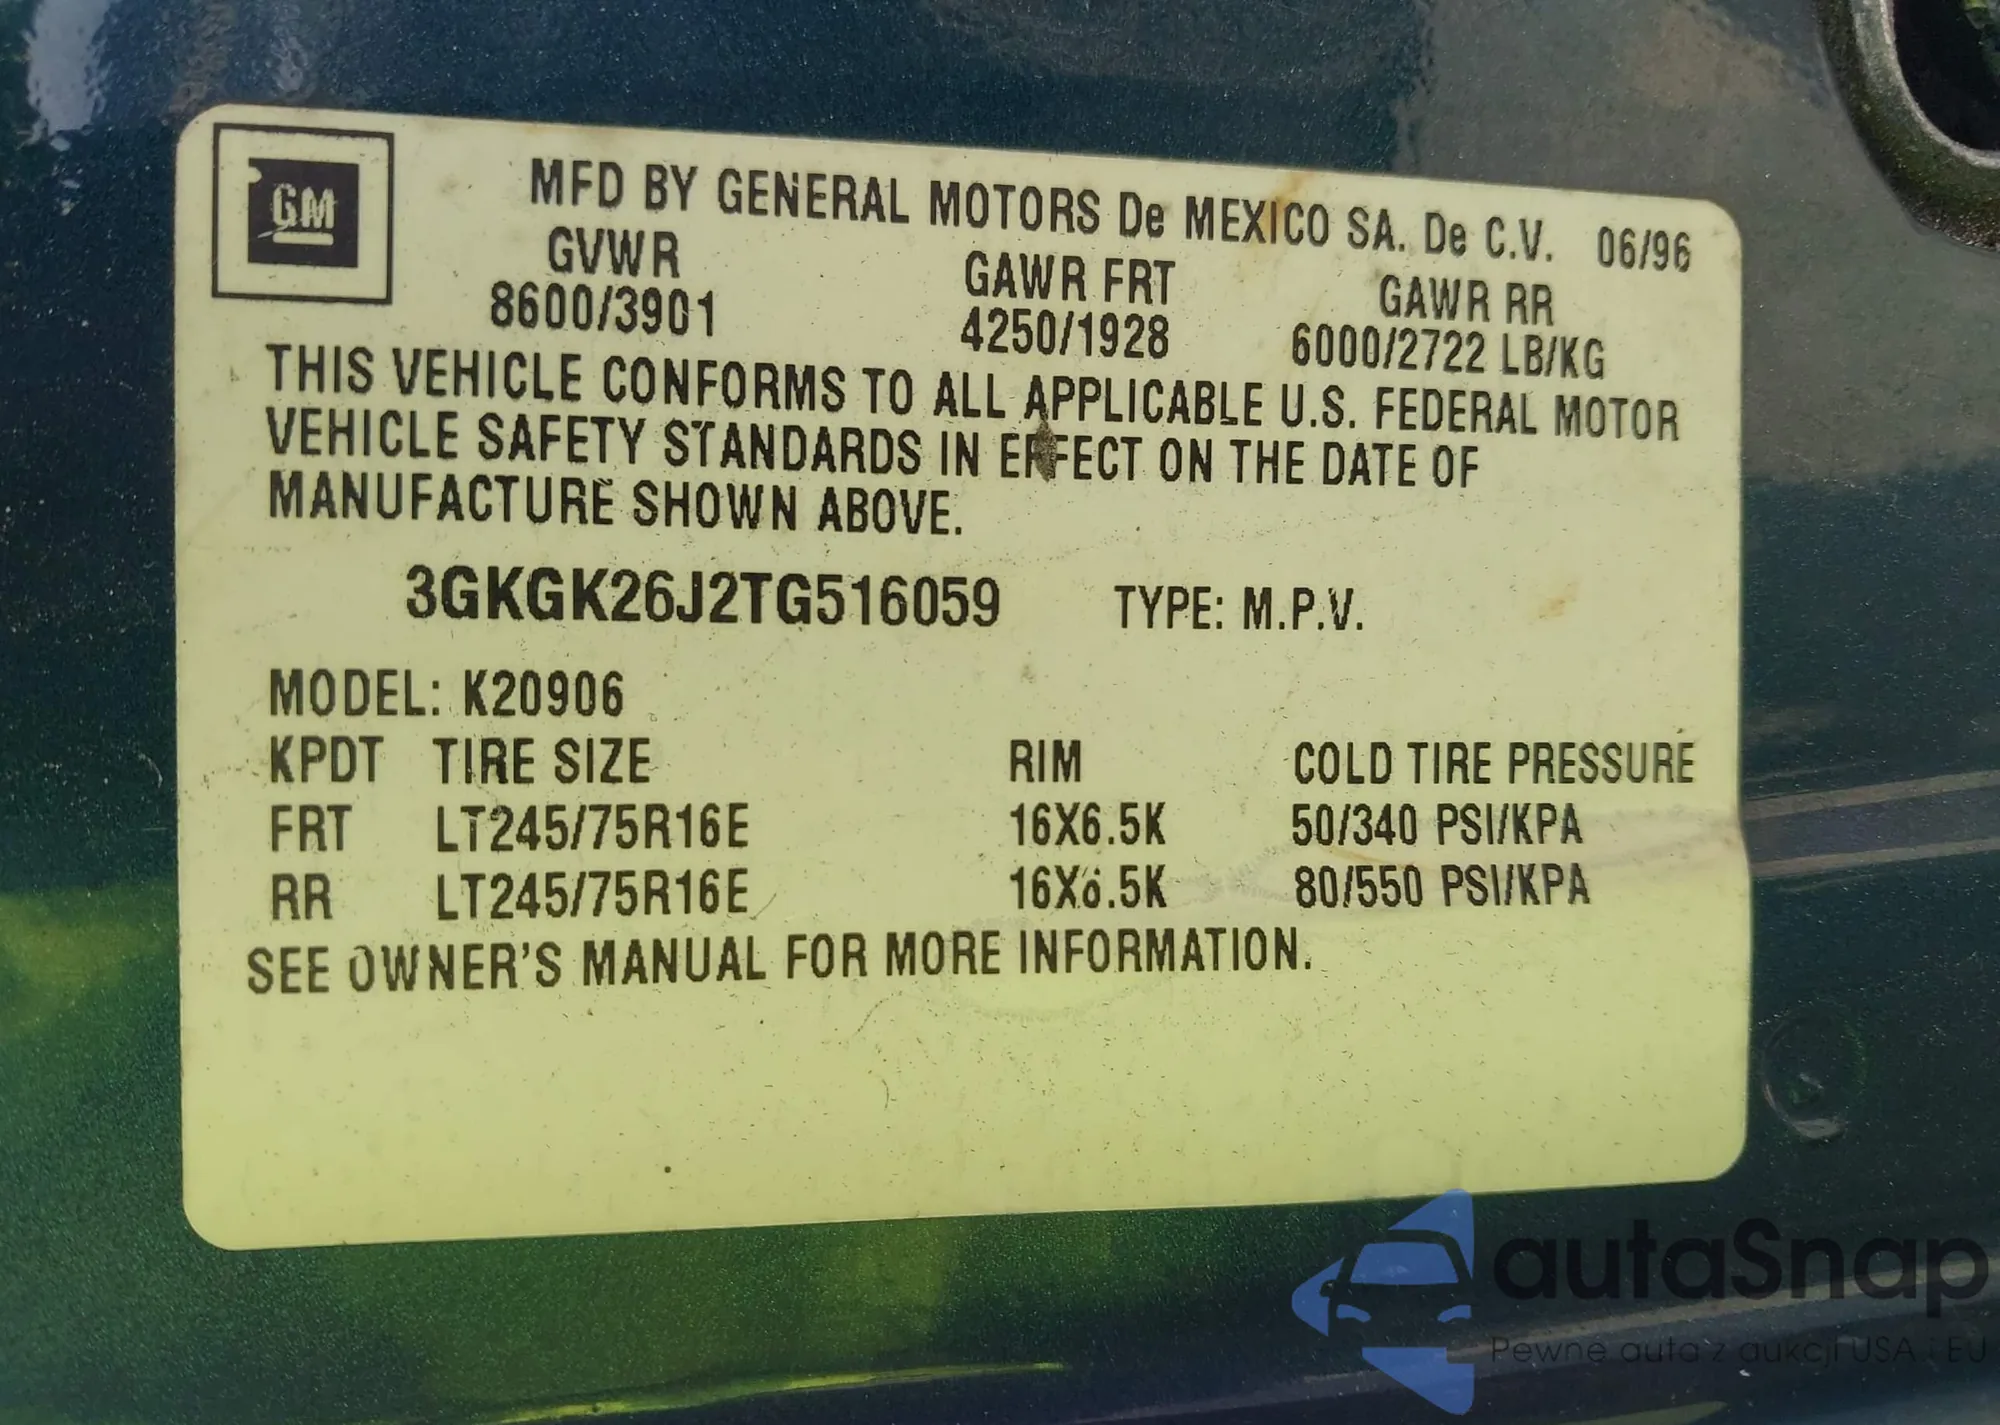 GM
MFD BY GENERAL MOTORS De MEXICO SA. De C.V. 06/96
GVWR GAWR FRT GAWR RR
8600/3901 4250/1928 6000/2722 LB/KG
THIS VEHICLE CONFORMS TO ALL APPLICABLE U.S. FEDERAL MOTOR
VEHICLE SAFETY STANDARDS IN EFFECT ON THE DATE OF
MANUFACTURE SHOWN ABOVE.
3GKGK26J2TG516059 TYPE: M.P.V.
MODEL: K20906
KPDT TIRE SIZE RIM COLD TIRE PRESSURE
FRT LT245/75R16E 16X6.5K 50/340 PSI/KPA
RR LT245/75R16E 16X6.5K 80/550 PSI/KPA
SEE OWNER'S MANUAL FOR MORE INFORMATION.
autaSnap
Pewne auta z aukcji USA i EU